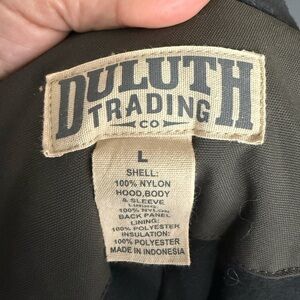 DULUTH
TRADING
CO
L
SHELL:
100% NYLON
HOOD,BODY
& SLEEVE
LINING:
100% NYLON
BACK PANEL
LINING:
100% POLYESTER
INSULATION:
100% POLYESTER
MADE IN INDONESIA